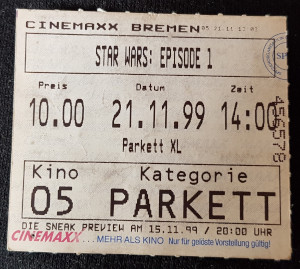 CINEMAXX BREMEN
STAR WARS: EPISODE 1
Preis Datum Zeit
10.00 21.11.99 14:00
Parkett XL
Kino Kategorie
05 PARKETT
DIE SNEAK PREVIEW AM 15.11.99 / 20:00 UHR
CINEMAXX ...MEHR ALS KINO Nur für gelöste Vorstellung gültig!
456578